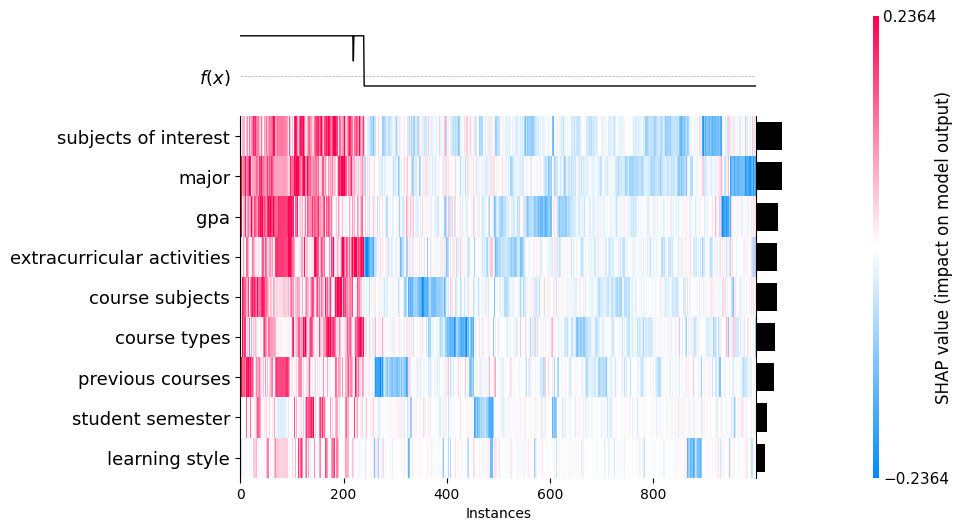 0.2364
f(x)
subjects of interest
major
gpa
extracurricular activities
course subjects
course types
previous courses
student semester
learning style
0 200 400 600 800
Instances
SHAP value (impact on model output)
−0.2364